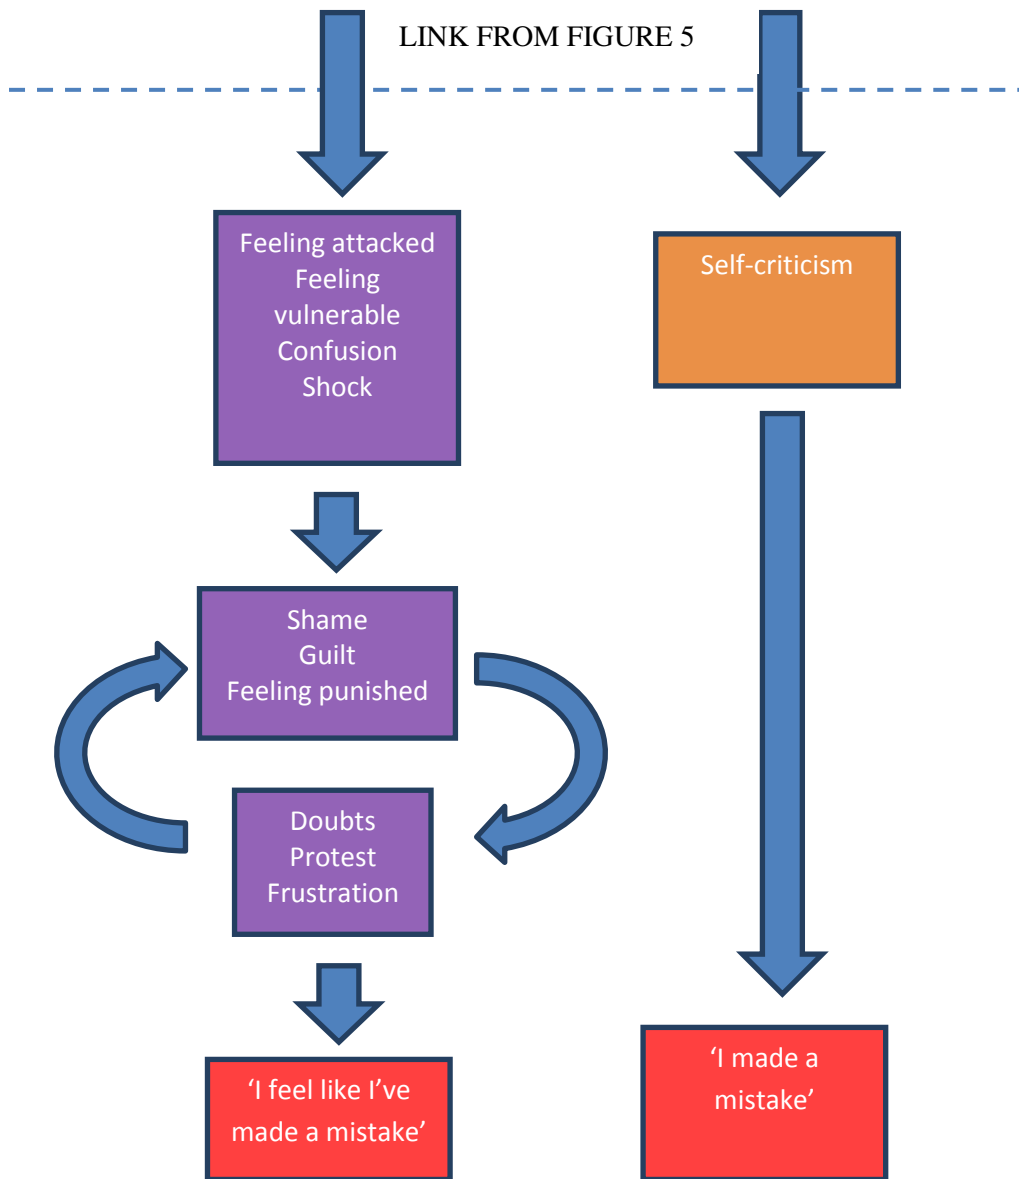 LINK FROM FIGURE 5
Feeling attacked
Feeling
vulnerable
Confusion
Shock
Self-criticism
Shame
Guilt
Feeling punished
Doubts
Protest
Frustration
‘I feel like I’ve
made a mistake’
‘I made a
mistake’